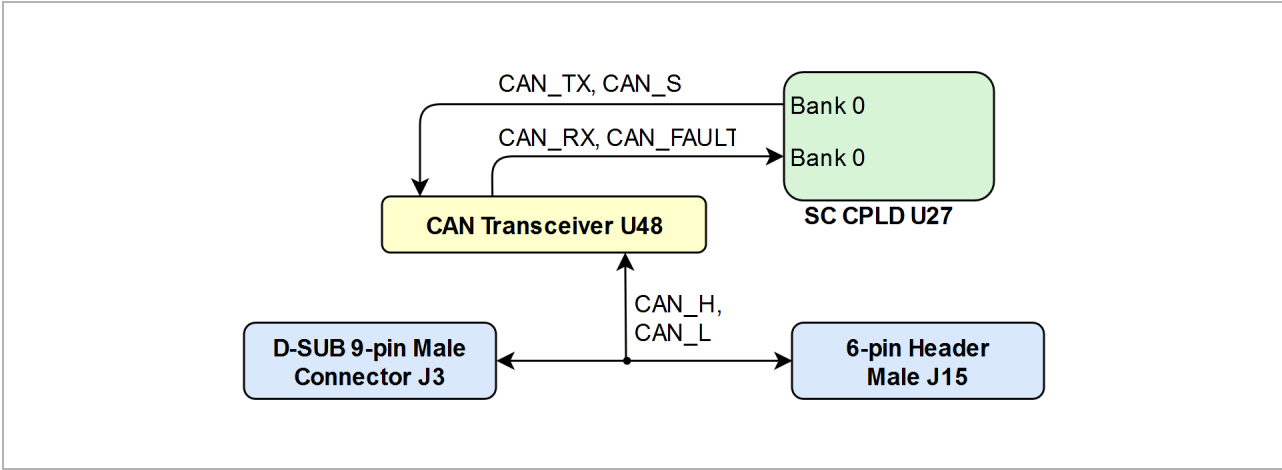 CAN_TX, CAN_S
Bank 0
CAN_RX, CAN_FAULT
Bank 0
SC CPLD U27
CAN Transceiver U48
CAN_H,
CAN_L
D-SUB 9-pin Male
Connector J3
6-pin Header
Male J15